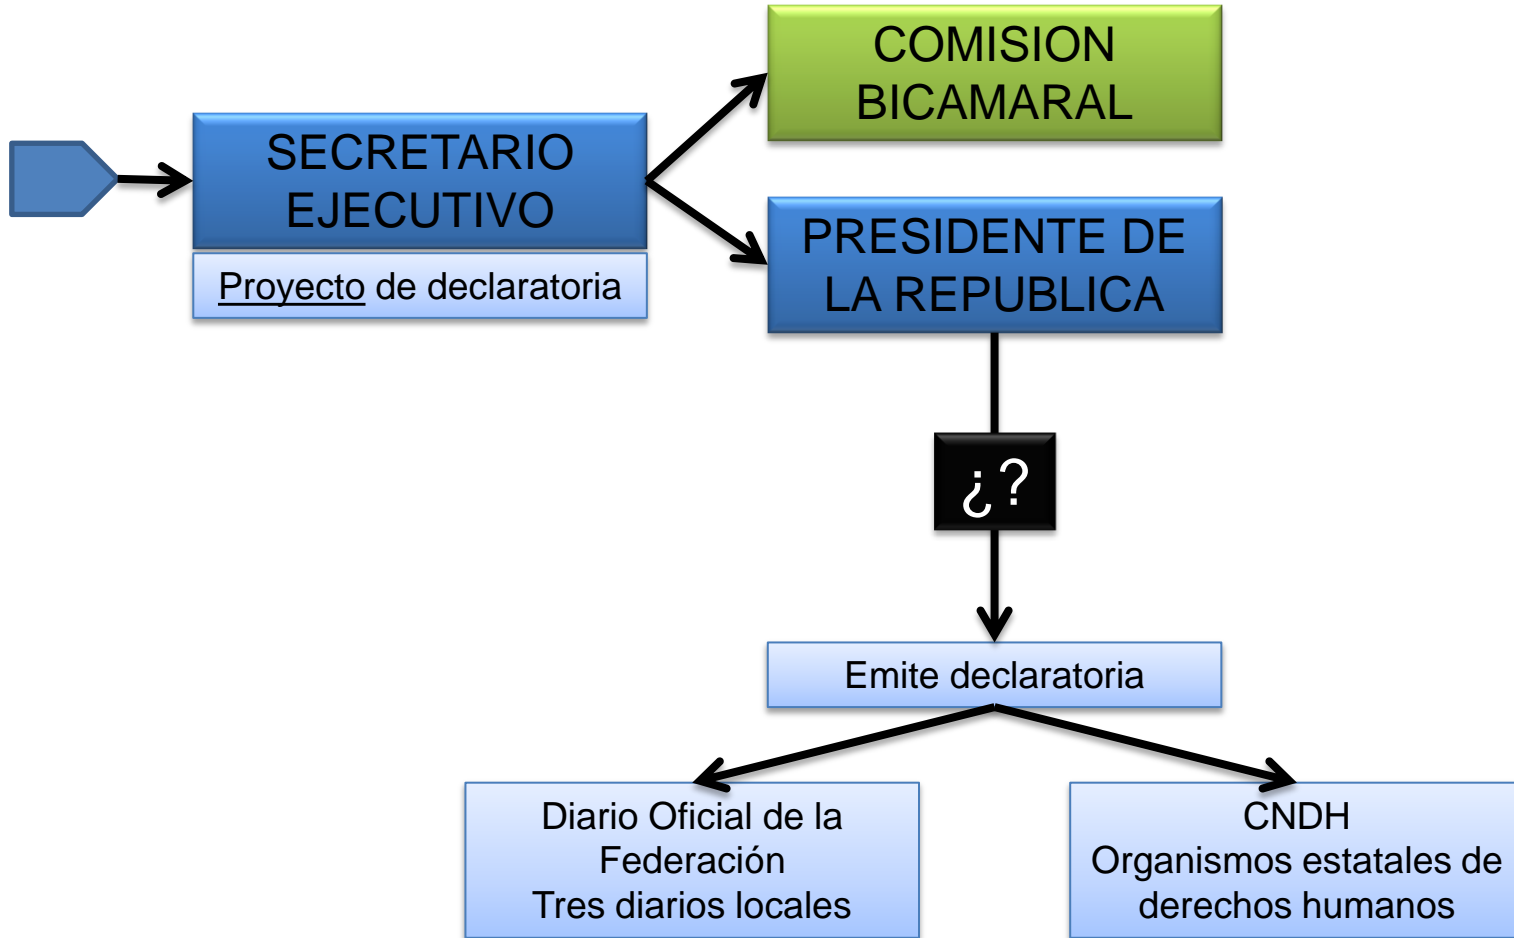 COMISION
BICAMARAL
SECRETARIO
EJECUTIVO
Proyecto de declaratoria
PRESIDENTE DE
LA REPUBLICA
¿?
Emite declaratoria
Diario Oficial de la
Federación
Tres diarios locales
CNDH
Organismos estatales de
derechos humanos